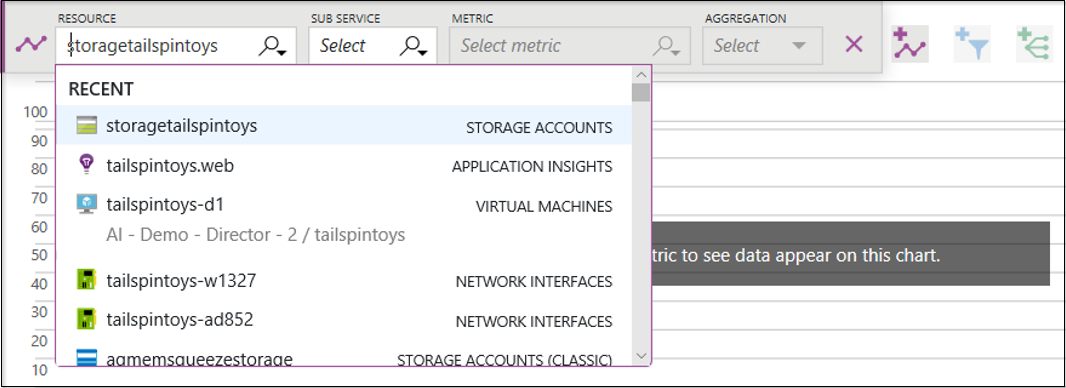 RESOURCE SUB SERVICE METRIC AGGREGATION
storagetailspintoys Select Select metric Select
RECENT
100
storagetailspintoys STORAGE ACCOUNTS
90
tailspintoys.web APPLICATION INSIGHTS
80
70
tailspintoys-d1 VIRTUAL MACHINES
60
AI - Demo - Director - 2 / tailspintoys
50
tric to see data appear on this chart.
40
tailspintoys-w1327 NETWORK INTERFACES
30
tailspintoys-ad852 NETWORK INTERFACES
20
agmemsqueezestorage STORAGE ACCOUNTS (CLASSIC)
10